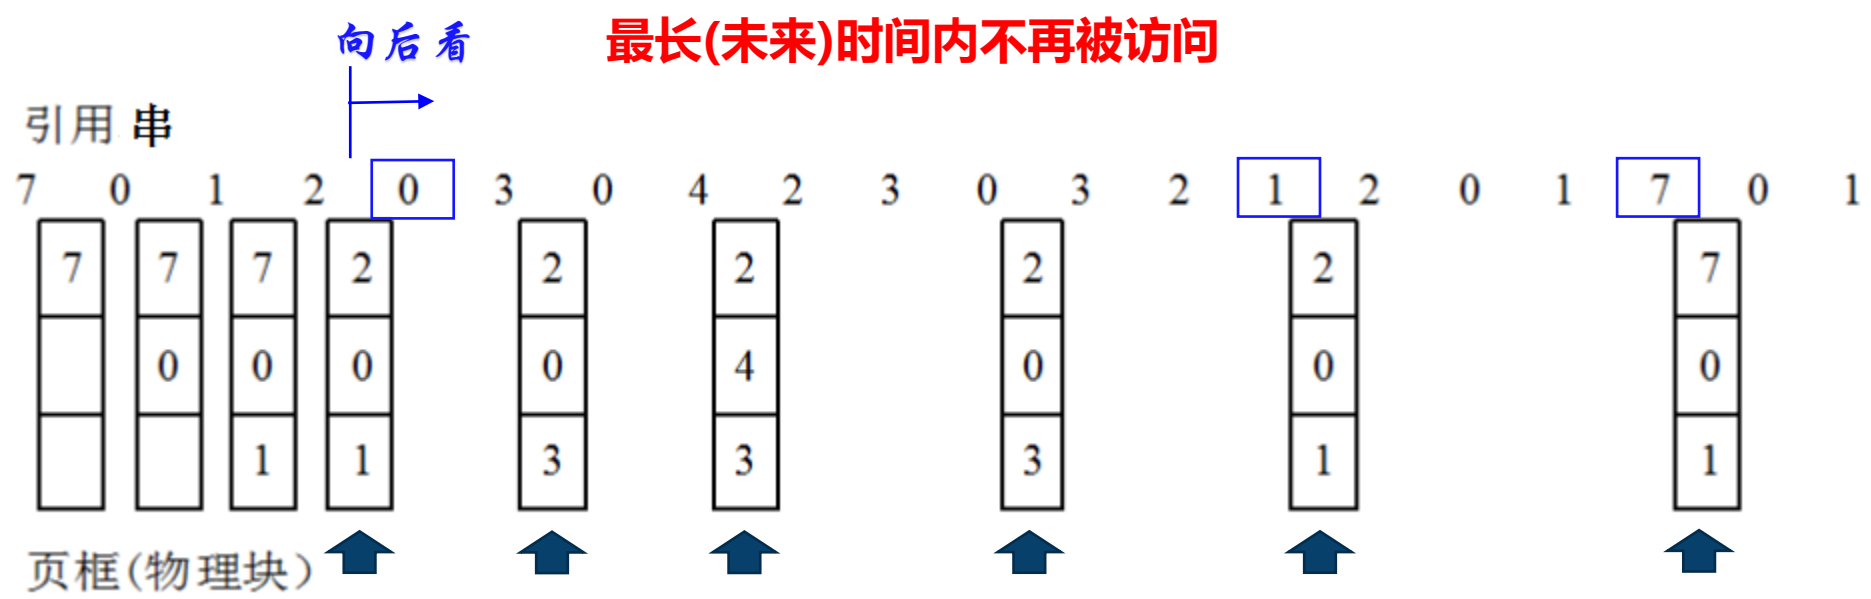 向后看 最长(未来)时间内不再被访问
引用 串
7 0 1 2 0 3 0 4 2 3 0 3 2 1 2 0 1 7 0 1
7 7 7 2 2 2 2 2 7
0 0 0 0 4 0 0 0
1 1 3 3 3 1 1
页框(物理块)